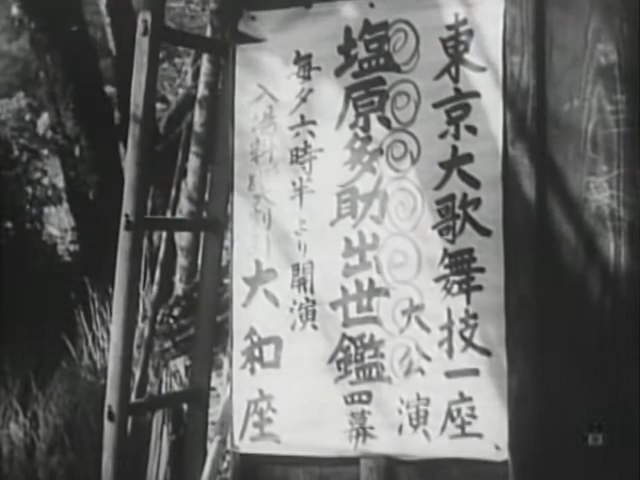 東京大歌舞技一座
大公演
塩原多助出世鑑四幕
毎夕六時半より開演
入場料
大和座